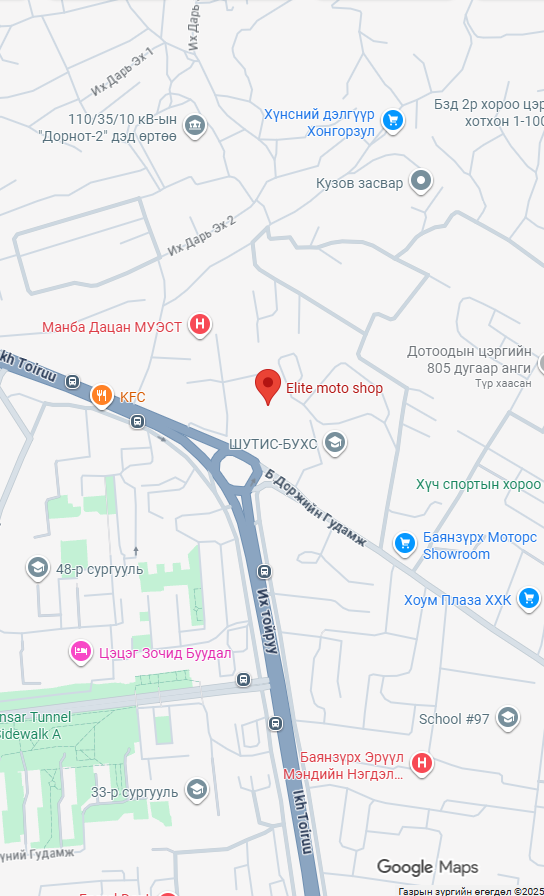 Их Дарь Эх 1
110/35/10 кВ-ын
"Дорнот-2" дэд өртөө
Хүнсний дэлгүүр
Хонгорзул
Бзд 2р хороо цэр
хотхон 1-100
Кузов засвар
Их Дарь Эх-2
Манба Дацан МУЭСТ
kh Toiruu
KFC
Elite moto shop
Дотоодын цэргийн
805 дугаар анги
Түр хаасан
ШУТИС-БУХС
Б.Доржийн Гудамж
Хүч спортын хороо
Баянзүрх Моторс
Showroom
48-р сургууль
Хоум Плаза ХХК
Их тойруу
Цэцэг Зочид Буудал
nsar Tunnel
Sidewalk A
School #97
Баянзүрх Эрүүл
Мэндийн Нэгдэл...
33-р сургууль
Ikh Toiruu
үний Гудамж
Google Maps
Газрын зургийн өгөгдөл ©2025